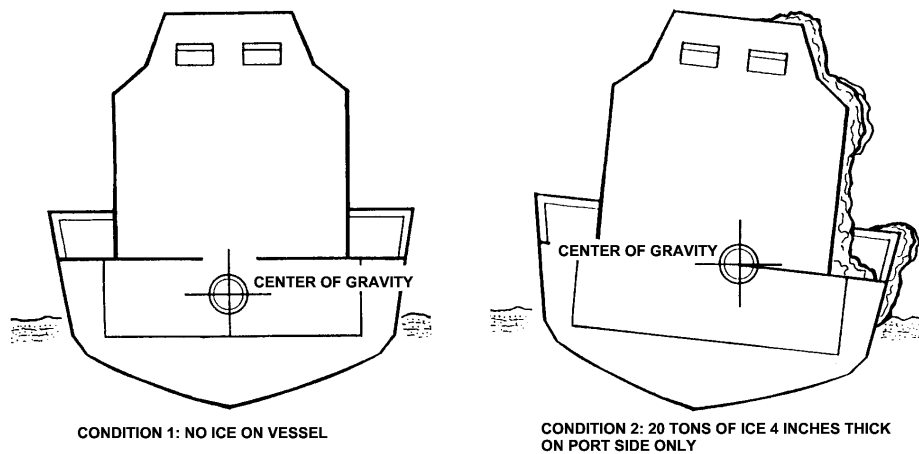 CENTER OF GRAVITY
CONDITION 1: NO ICE ON VESSEL
CENTER OF GRAVITY
CONDITION 2: 20 TONS OF ICE 4 INCHES THICK
ON PORT SIDE ONLY